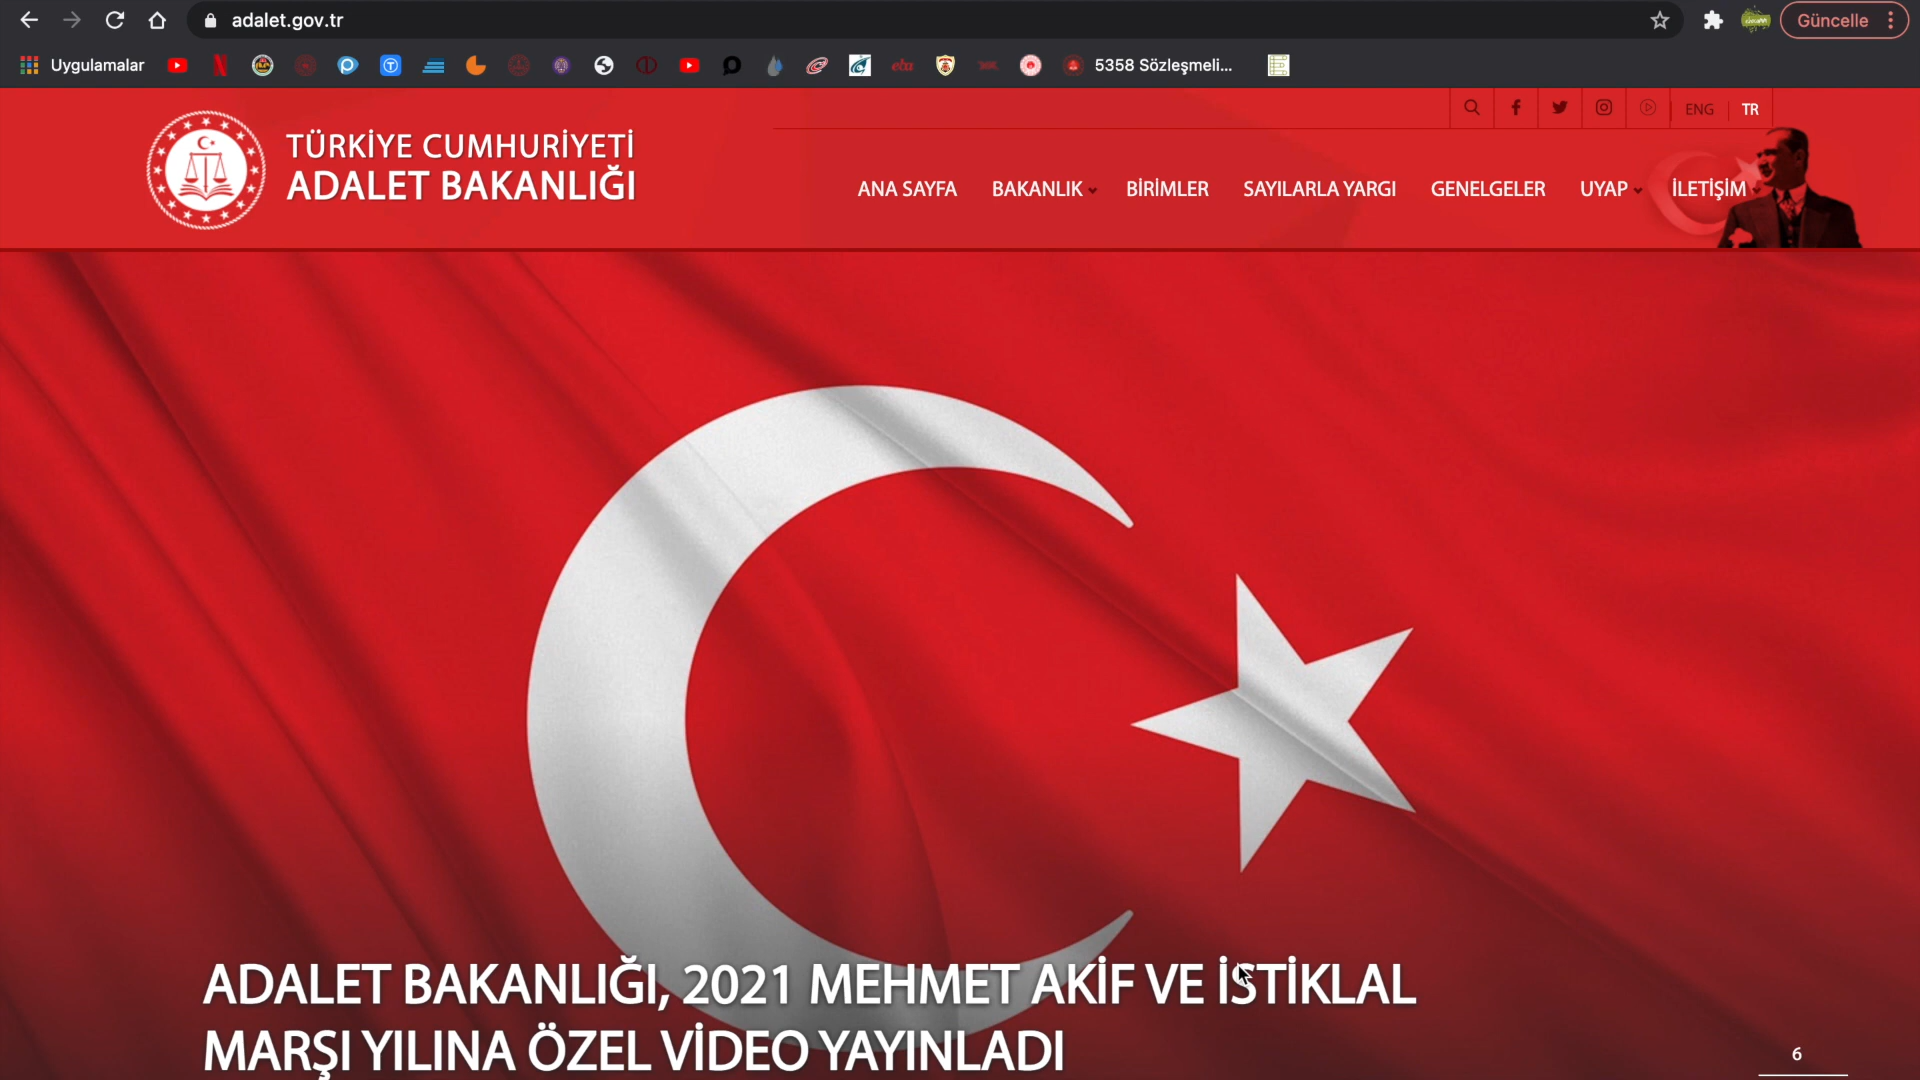 adalet.gov.tr
Güncelle
Uygulamalar
eba
5358 Sözleşmeli...
ENG
TR
TÜRKİYE CUMHURİYETİ
ADALET BAKANLIĞI
ANA SAYFA
BAKANLIK
BİRİMLER
SAYILARLA YARGI
GENELGELER
UYAP
İLETİŞİM
ADALET BAKANLIĞI, 2021 MEHMET AKİF VE İSTİKLAL
MARŞI YILINA ÖZEL VİDEO YAYINLADI
6